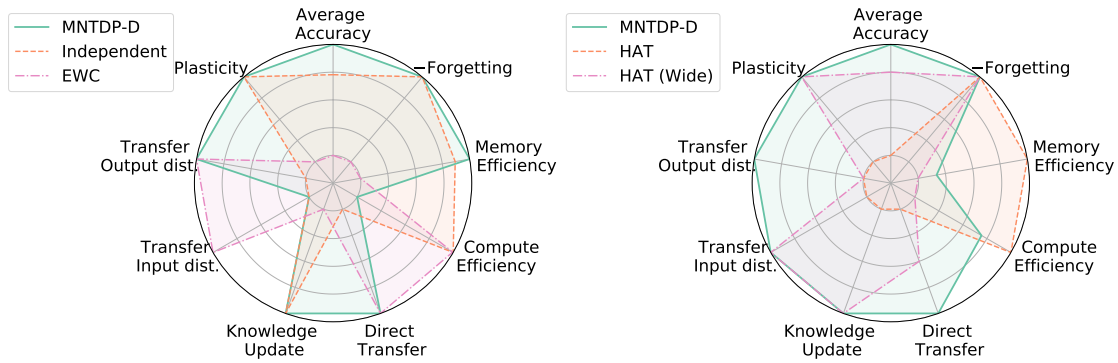 MNTDP-D
Independent
EWC
Average
Accuracy
−Forgetting
Plasticity
Memory
Efficiency
Transfer
Output dist.
Transfer
Input dist.
Compute
Efficiency
Knowledge
Update
Direct
Transfer
MNTDP-D
HAT
HAT (Wide)
Average
Accuracy
−Forgetting
Plasticity
Memory
Efficiency
Transfer
Output dist.
Transfer
Input dist.
Compute
Efficiency
Knowledge
Update
Direct
Transfer